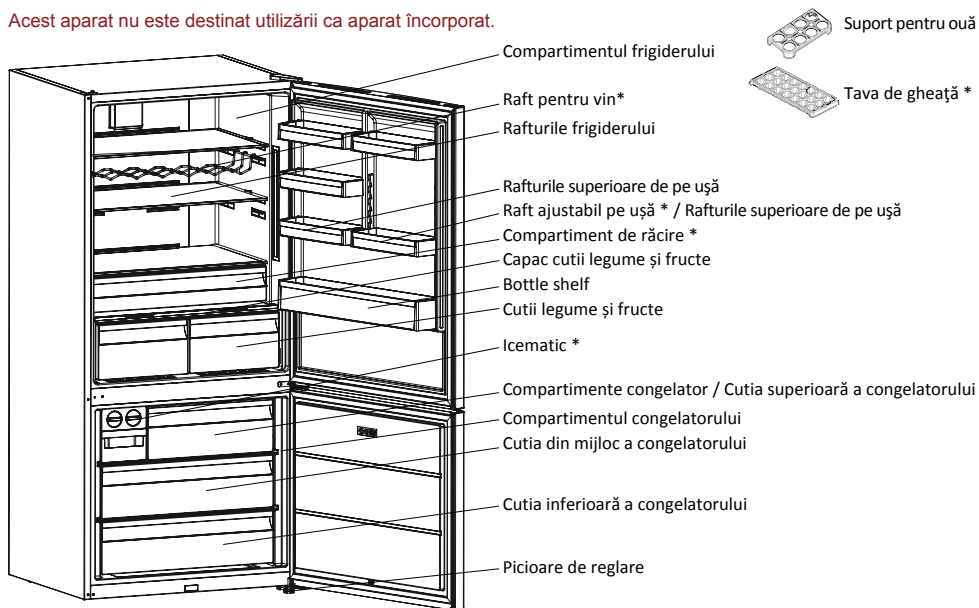 Acest aparat nu este destinat utilizării ca aparat încorporat.
Suport pentru ouă
Tava de gheaţă *
Compartimentul frigiderului
Raft pentru vin*
Rafturile frigiderului
Rafturile superioare de pe uşă
Raft ajustabil pe ușă * / Rafturile superioare de pe uşă
Compartiment de răcire *
Capac cutii legume și fructe
Bottle shelf
Cutii legume și fructe
Icematic *
Compartimente congelator / Cutia superioară a congelatorului
Compartimentul congelatorului
Cutia din mijloc a congelatorului
Cutia inferioară a congelatorului
Picioare de reglare